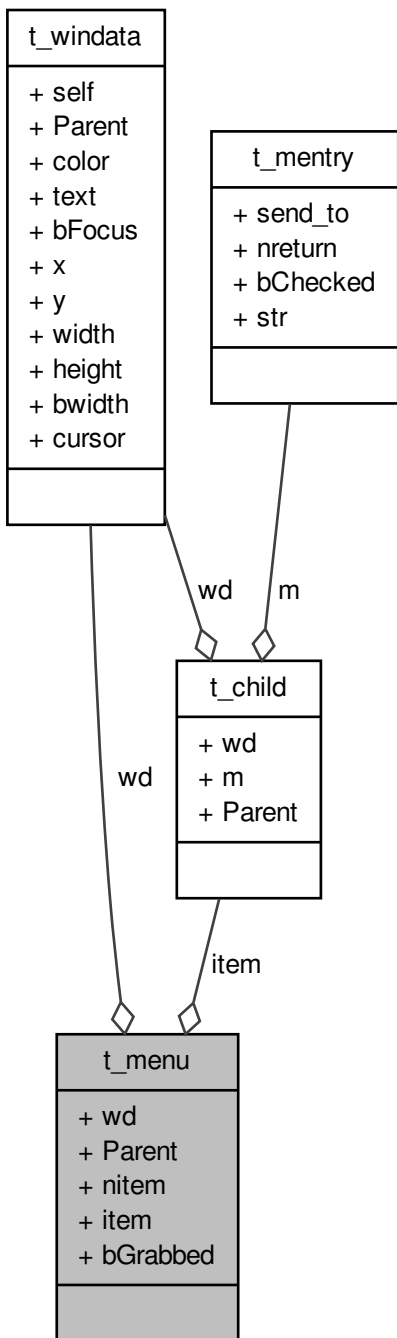 t_windata
+ self
+ Parent
+ color
+ text
+ bFocus
+ x
+ y
+ width
+ height
+ bwidth
+ cursor
t_mentry
+ send_to
+ nreturn
+ bChecked
+ str
wd
m
t_child
+ wd
+ m
+ Parent
wd
item
t_menu
+ wd
+ Parent
+ nitem
+ item
+ bGrabbed